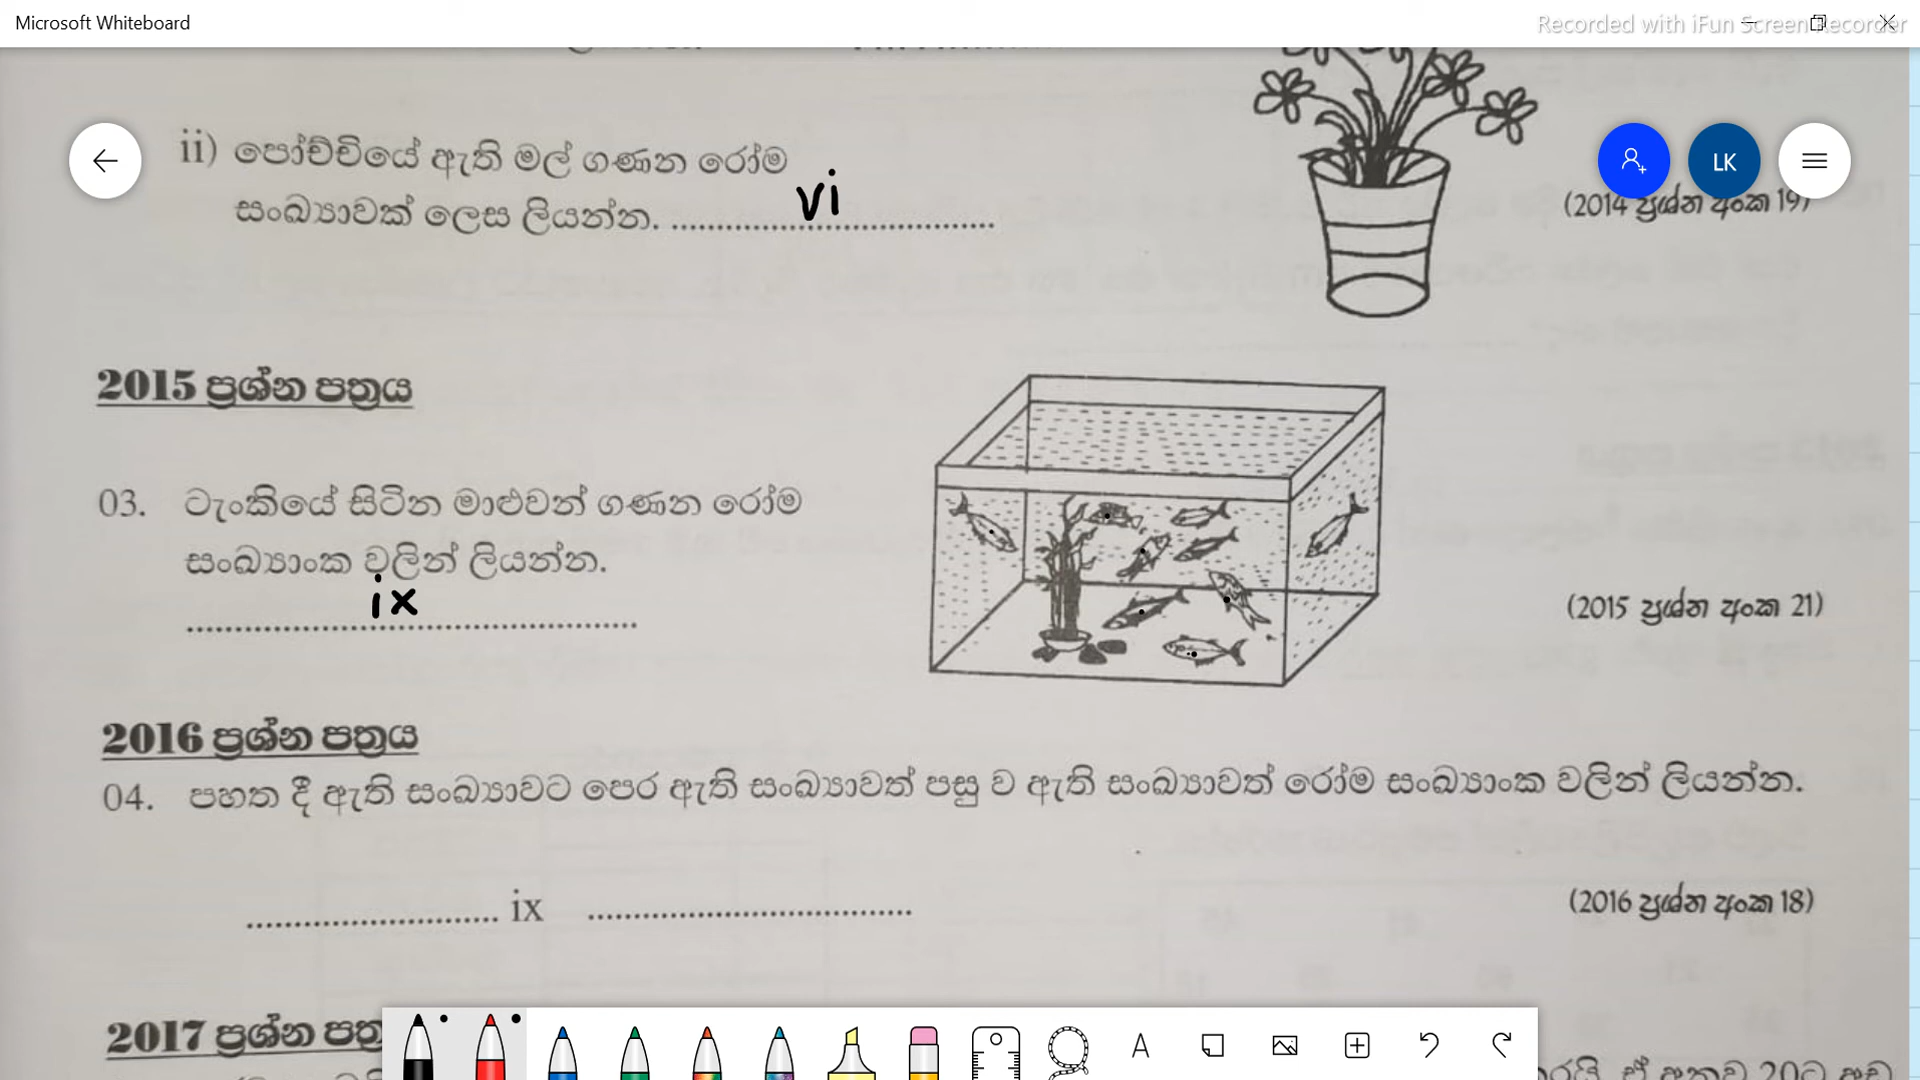 Microsoft Whiteboard
Recorded with iFun Screen Recorder
ii) පෝච්චියේ ඇති මල් ගණන රෝම
සංඛ්‍යාවක් ලෙස ලියන්න. .................................... vi
LK
(2014 ප්‍රශ්න අංක 19)
2015 ප්‍රශ්න පත්‍රය
03. ටැංකියේ සිටින මාළුවන් ගණන රෝම
සංඛ්‍යාංක වලින් ලියන්න.
ix
(2015 ප්‍රශ්න අංක 21)
2016 ප්‍රශ්න පත්‍රය
04. පහත දී ඇති සංඛ්‍යාවට පෙර ඇති සංඛ්‍යාවත් පසු ව ඇති සංඛ්‍යාවත් රෝම සංඛ්‍යාංක වලින් ලියන්න.
............................ ix ....................................
(2016 ප්‍රශ්න අංක 18)
2017 ප්‍රශ්න